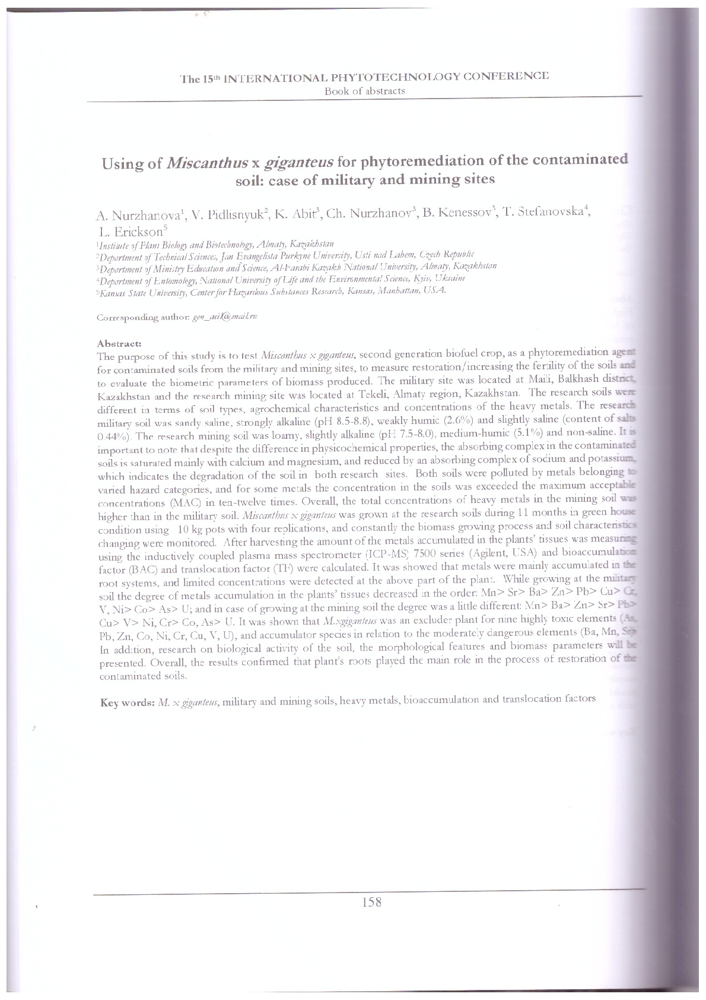 The 15th INTERNATIONAL PHYTOTECHNOLOGY CONFERENCE
Book of abstracts
Using of Miscanthus x giganteus for phytoremediation of the contaminated
soil: case of military and mining sites
A. Nurzhanova1, V. Pidlisnyuk2, K. Abit3, Ch. Nurzhanov3, B. Kenessov3, T. Stefanovska4,
L. Erickson5
1Institute of Plant Biology and Biotechnology, Almaty, Kazakhstan
2Department of Technical Sciences, Jan Evangelista Purkyne University, Usti nad Labem, Czech Republic
3Department of Ministry Education and Science, Al-Farabi Kazakh National University, Almaty, Kazakhstan
4Department of Entomology, National University of Life and the Environmental Science, Kyiv, Ukraine
5Kansas State University, Center for Hazardous Substances Research, Kansas, Manhattan, USA.
Corresponding author: gen_asil@mail.ru
Abstract:
The purpose of this study is to test Miscanthus x giganteus, second generation biofuel crop, as a phytoremediation agent
for contaminated soils from the military and mining sites, to measure restoration/increasing the fertility of the soils and
to evaluate the biometric parameters of biomass produced. The military site was located at Maili, Balkhash district,
Kazakhstan and the research mining site was located at Tekeli, Almaty region, Kazakhstan. The research soils were
different in terms of soil types, agrochemical characteristics and concentrations of the heavy metals. The research
military soil was sandy saline, strongly alkaline (pH 8.5-8.8), weakly humic (2.6%) and slightly saline (content of salts
0.44%). The research mining soil was loamy, slightly alkaline (pH 7.5-8.0), medium-humic (5.1%) and non-saline. It is
important to note that despite the difference in physicochemical properties, the absorbing complex in the contaminated
soils is saturated mainly with calcium and magnesium, and reduced by an absorbing complex of sodium and potassium,
which indicates the degradation of the soil in both research sites. Both soils were polluted by metals belonging to
varied hazard categories, and for some metals the concentration in the soils was exceeded the maximum acceptable
concentrations (MAC) in ten-twelve times. Overall, the total concentrations of heavy metals in the mining soil was
higher than in the military soil. Miscanthus x giganteus was grown at the research soils during 11 months in green house
condition using 10 kg pots with four replications, and constantly the biomass growing process and soil characteristics
changing were monitored. After harvesting the amount of the metals accumulated in the plants' tissues was measuring
using the inductively coupled plasma mass spectrometer (ICP-MS) 7500 series (Agilent, USA) and bioaccumulation
factor (BAC) and translocation factor (TF) were calculated. It was showed that metals were mainly accumulated in the
root systems, and limited concentrations were detected at the above part of the plant. While growing at the military
soil the degree of metals accumulation in the plants' tissues decreased in the order: Mn> Sr> Ba> Zn> Pb> Cu> Cr,
V, Ni> Co> As> U; and in case of growing at the mining soil the degree was a little different: Mn> Ba> Zn> Sr> Pb>
Cu> V> Ni, Cr> Co, As> U. It was shown that M.xgiganteus was an excluder plant for nine highly toxic elements (As,
Pb, Zn, Co, Ni, Cr, Cu, V, U), and accumulator species in relation to the moderately dangerous elements (Ba, Mn, Sr).
In addition, research on biological activity of the soil, the morphological features and biomass parameters will be
presented. Overall, the results confirmed that plant's roots played the main role in the process of restoration of the
contaminated soils.
Key words: M. x giganteus, military and mining soils, heavy metals, bioaccumulation and translocation factors
158